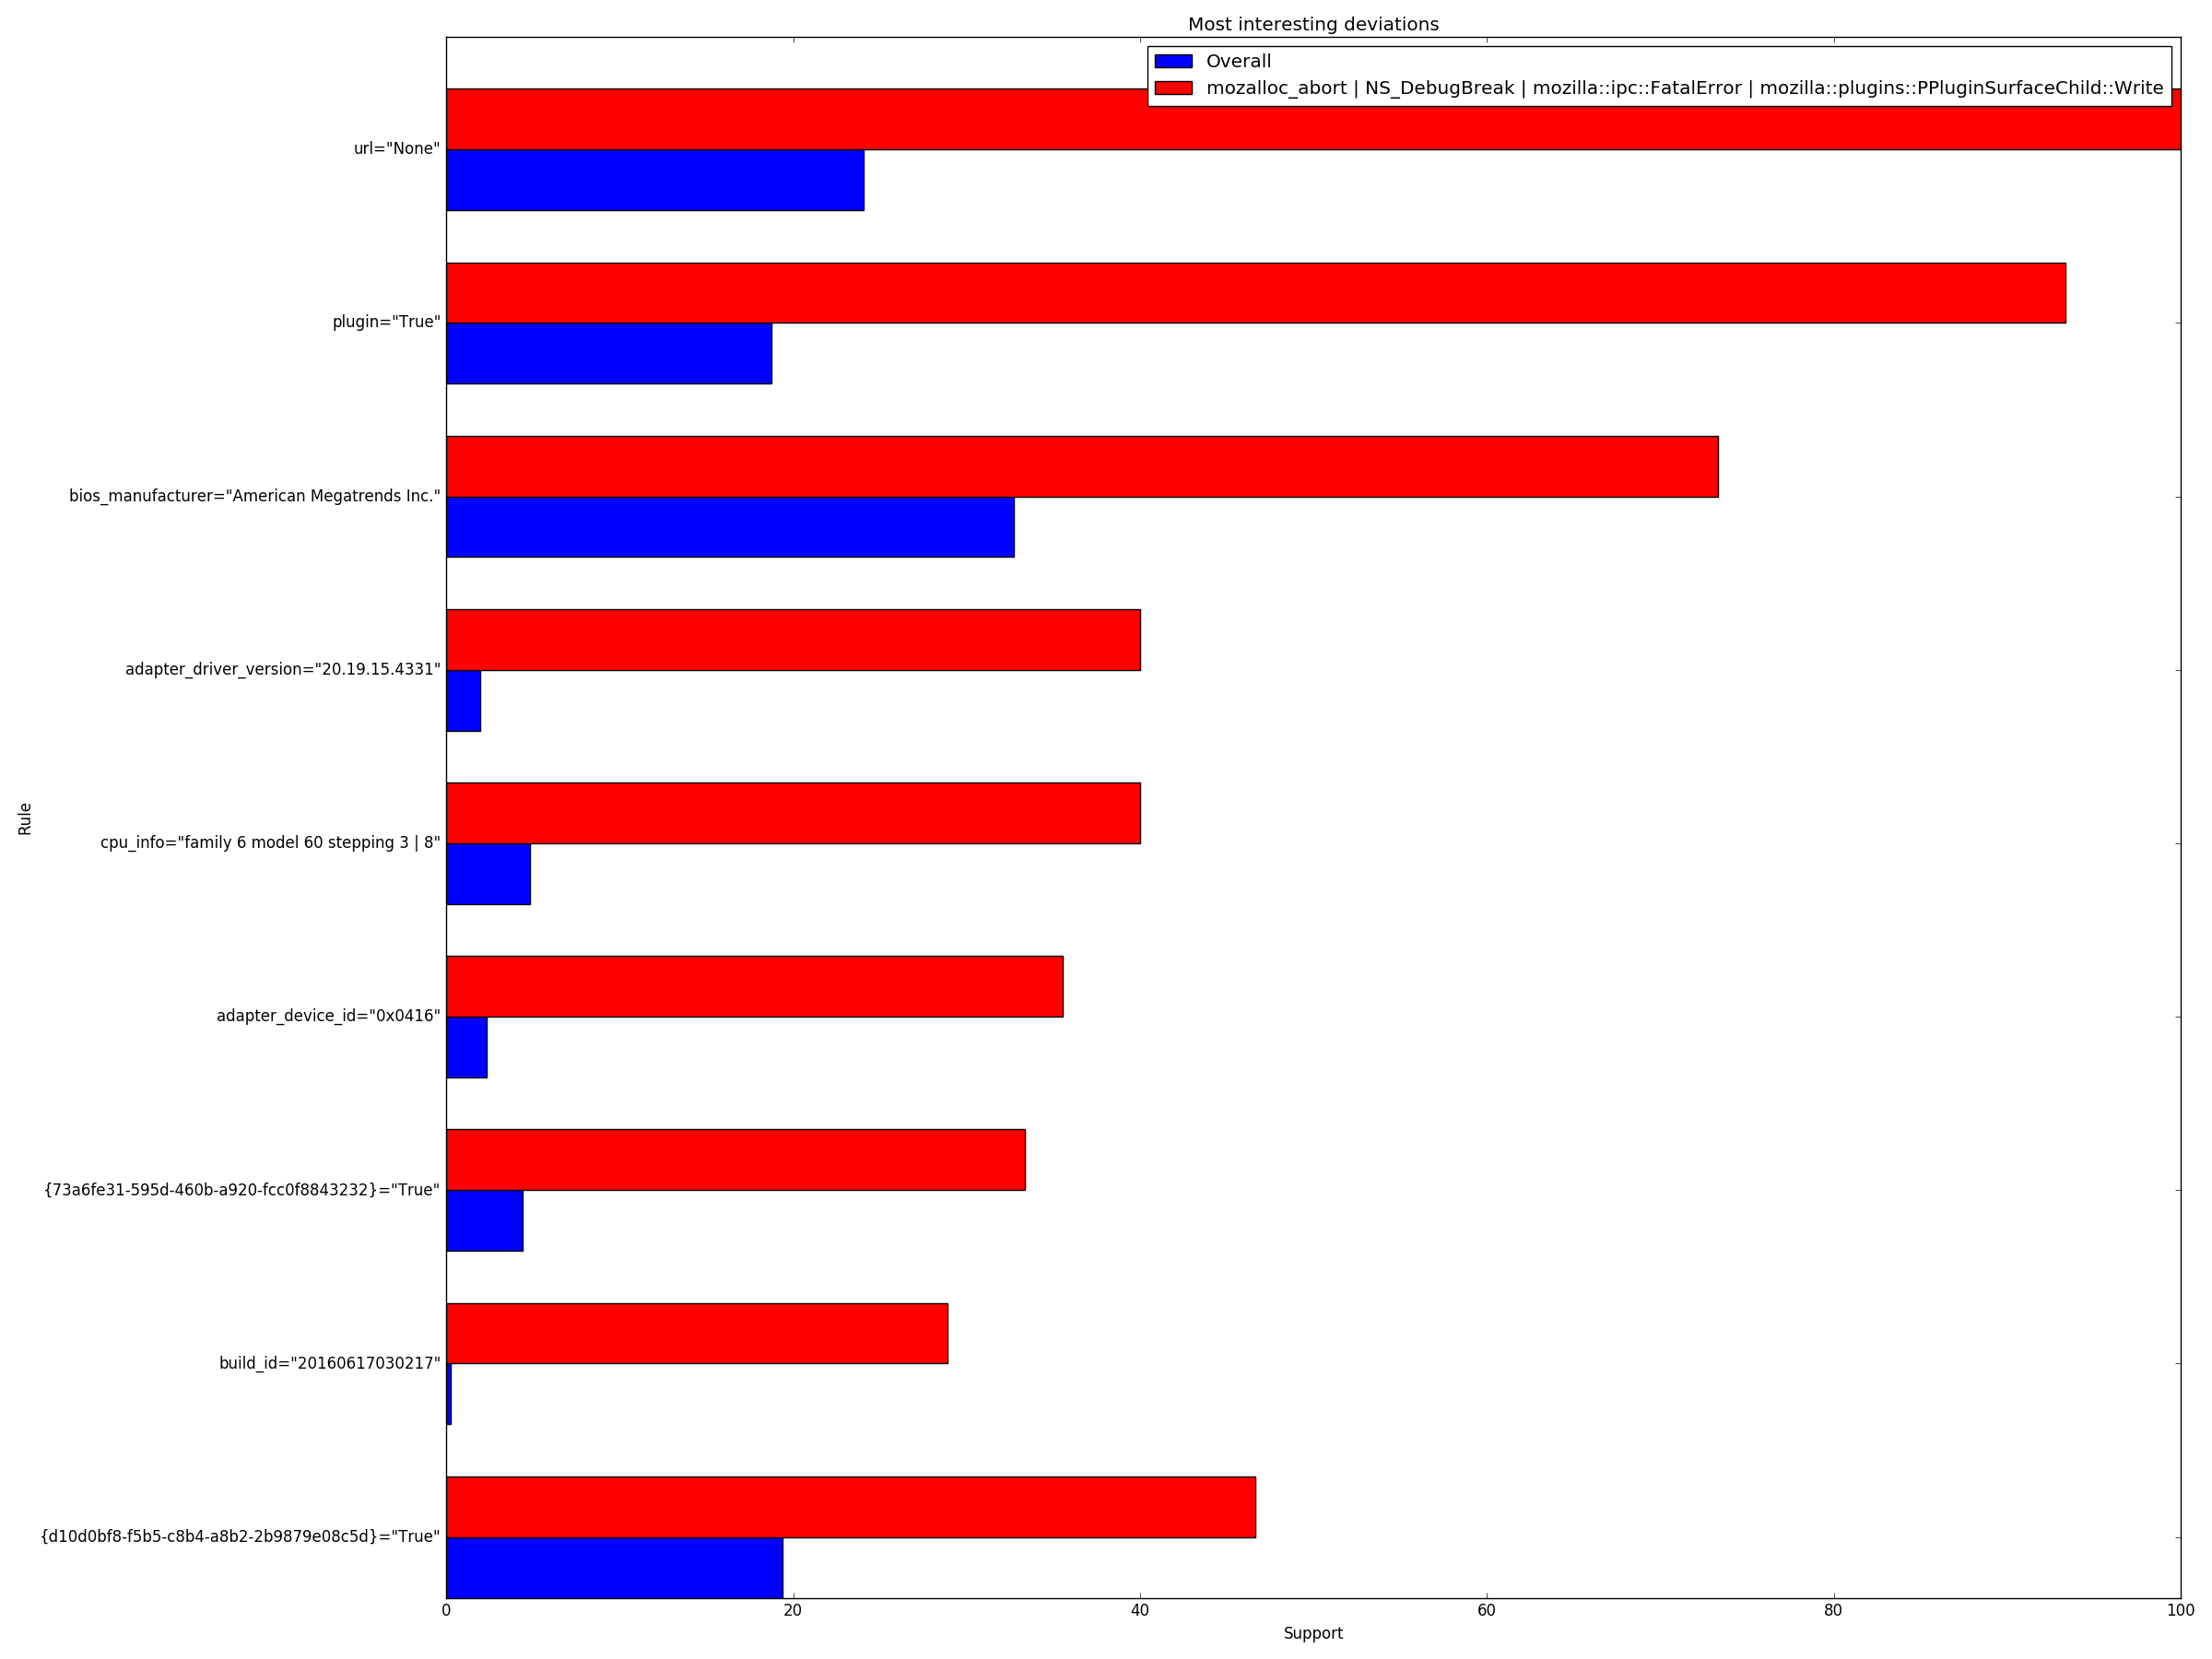 Most interesting deviations
Overall
mozalloc_abort | NS_DebugBreak | mozilla::ipc::FatalError | mozilla::plugins::PPluginSurfaceChild::Write
url="None"
plugin="True"
bios_manufacturer="American Megatrends Inc."
adapter_driver_version="20.19.15.4331"
Rule
cpu_info="family 6 model 60 stepping 3 | 8"
adapter_device_id="0x0416"
{73a6fe31-595d-460b-a920-fcc0f8843232}="True"
build_id="20160617030217"
{d10d0bf8-f5b5-c8b4-a8b2-2b9879e08c5d}="True"
0 20 40 60 80 100
Support